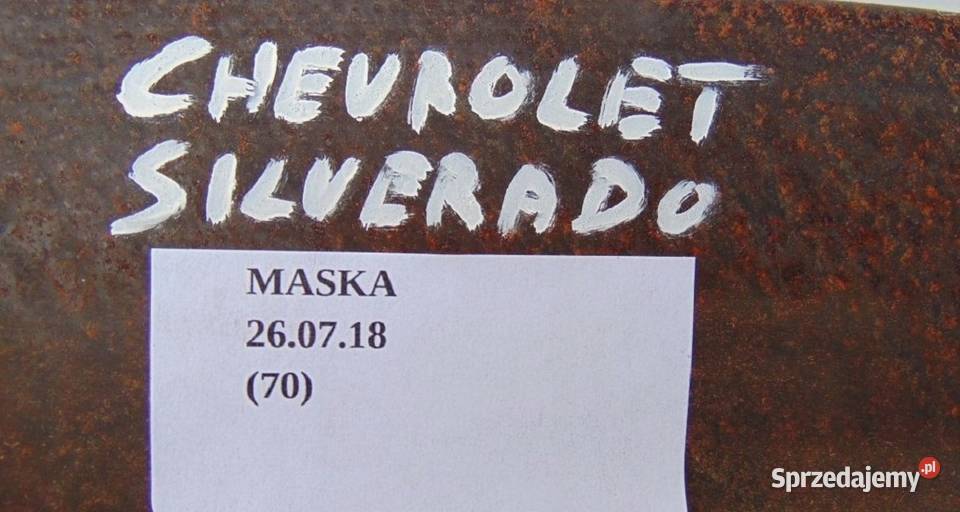 CHEVROLET
SILVERADO
MASKA
26.07.18
(70)
Sprzedajemy.pl